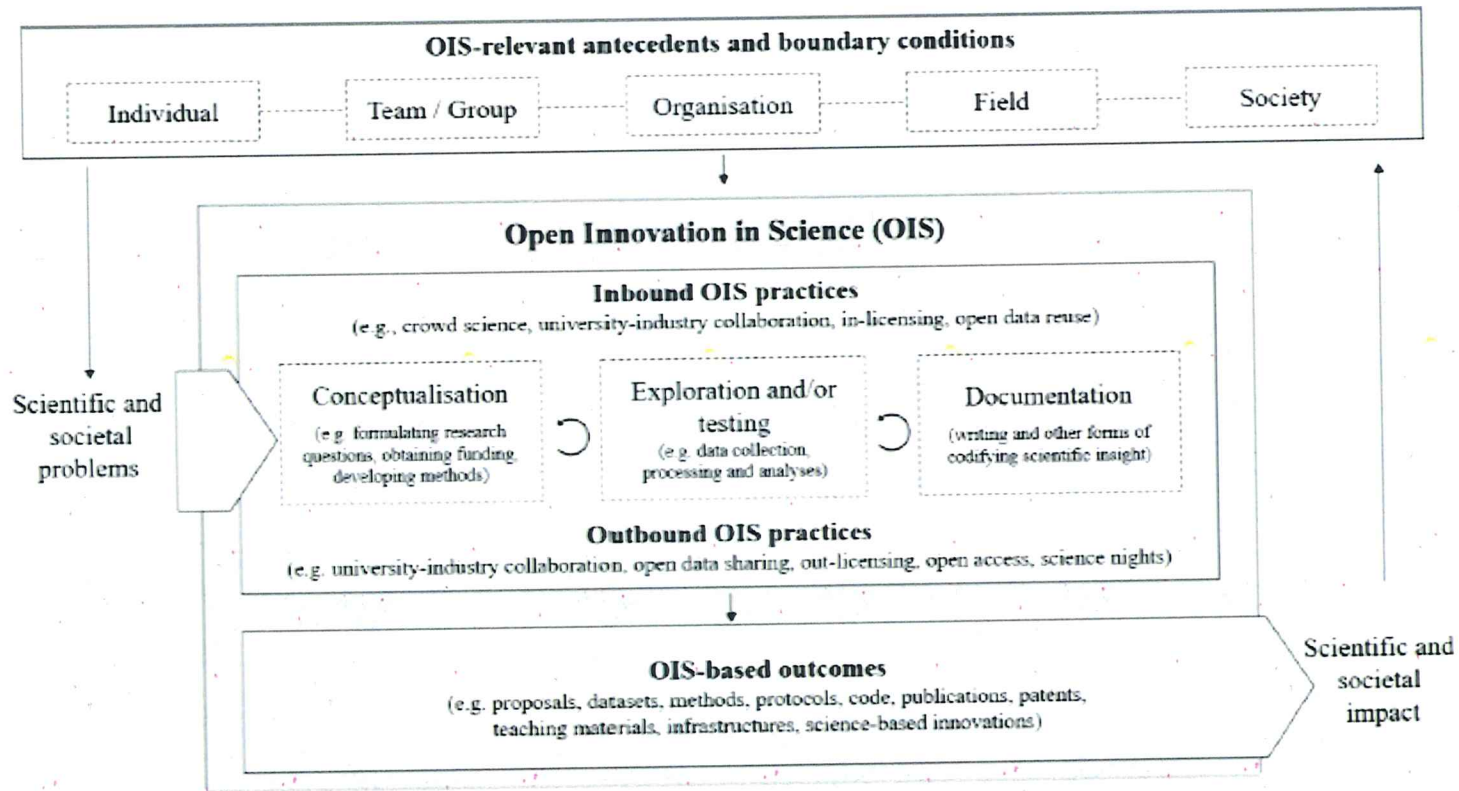 OIS-relevant antecedents and boundary conditions
Individual
Team / Group
Organisation
Field
Society
Open Innovation in Science (OIS)
Inbound OIS practices
(e.g., crowd science, university-industry collaboration, in-licensing, open data reuse)
Scientific and
societal
problems
Conceptualisation
(e.g. formulating research
questions, obtaining funding,
developing methods)
Exploration and/or
testing
(e.g. data collection,
processing and analyses)
Documentation
(writing and other forms of
codifying scientific insight)
Outbound OIS practices
(e.g. university-industry collaboration, open data sharing, out-licensing, open access, science nights)
OIS-based outcomes
(e.g. proposals, datasets, methods, protocols, code, publications, patents,
teaching materials, infrastructures, science-based innovations)
Scientific and
societal
impact